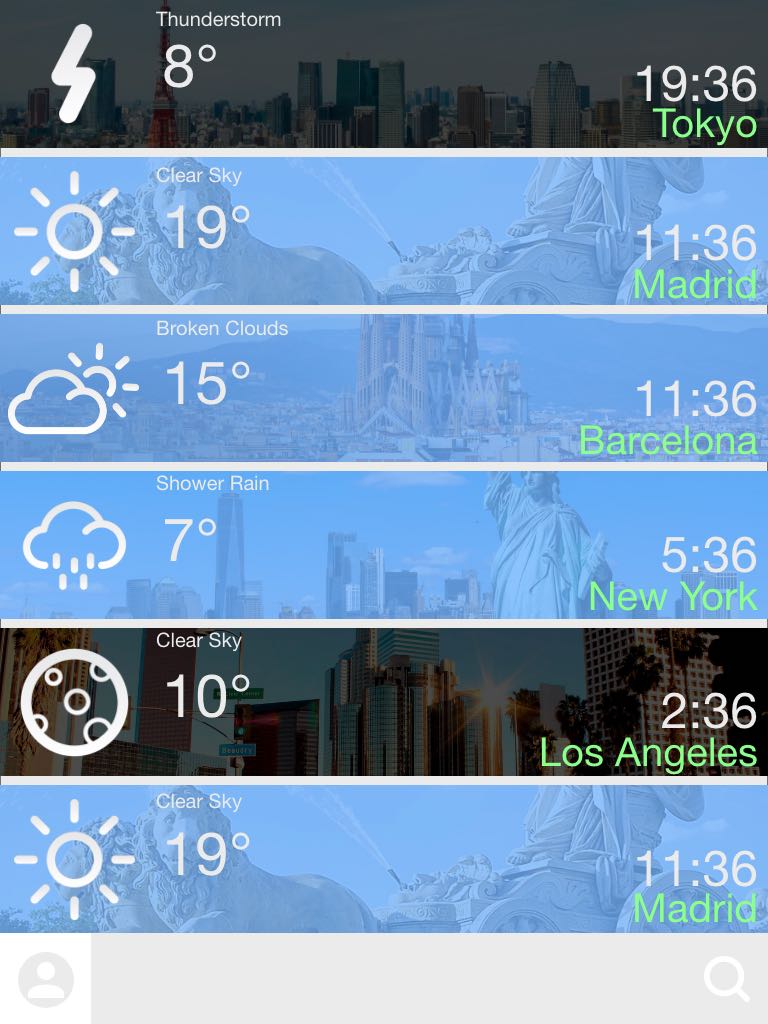 Thunderstorm
8°
19:36
Tokyo
Clear Sky
19°
11:36
Madrid
Broken Clouds
15°
11:36
Barcelona
Shower Rain
7°
5:36
New York
Clear Sky
10°
Beaudry
2:36
Los Angeles
Clear Sky
19°
11:36
Madrid